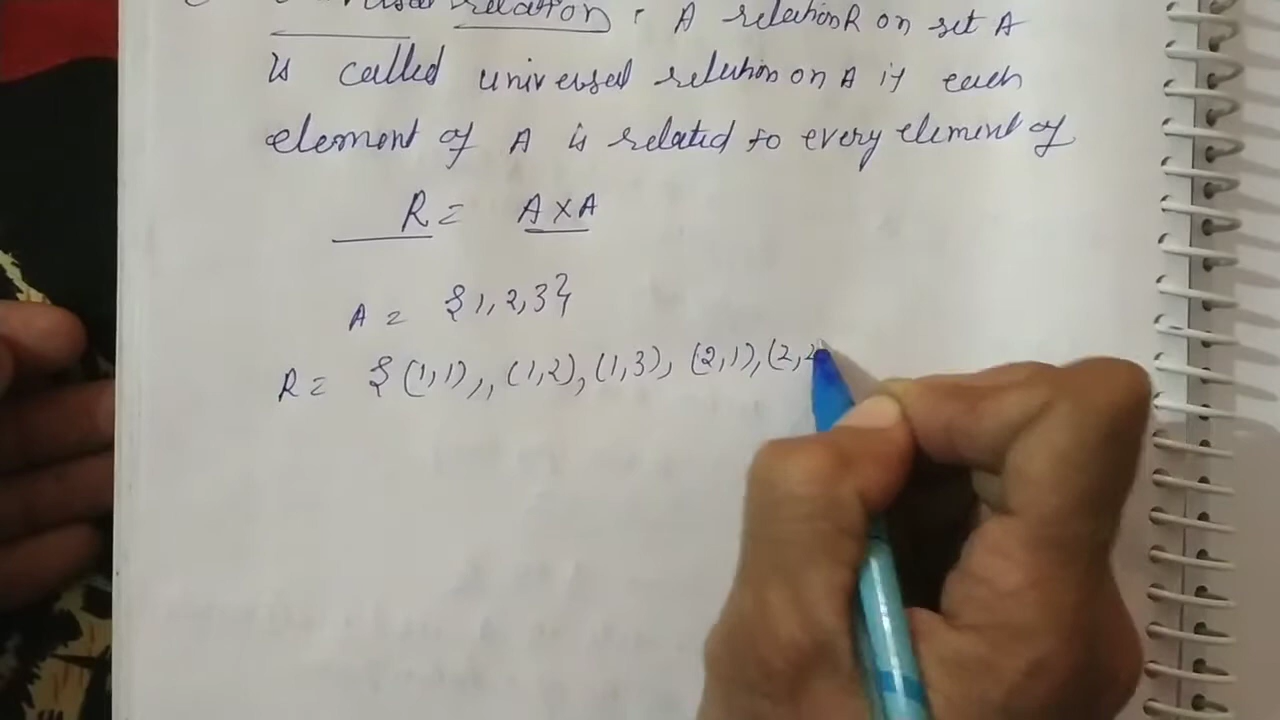 relation : A relation R on set A
is called universal relation on A if each
element of A is related to every element of
R = A × A
A = {1, 2, 3}
R = {(1,1),, (1,2), (1,3), (2,1), (2,2